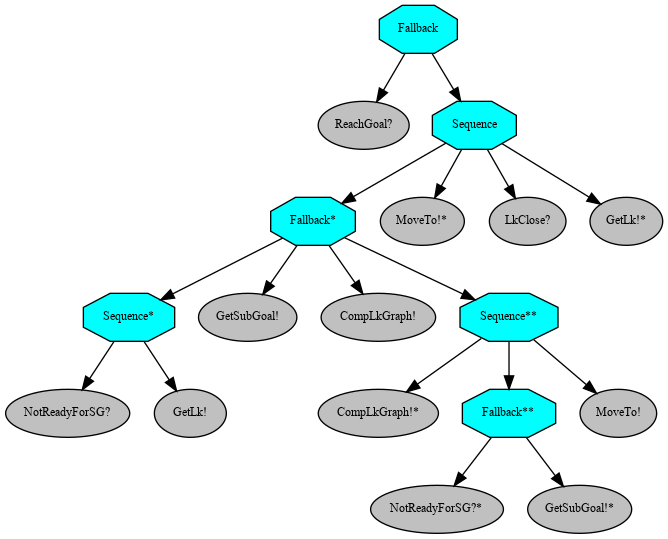 Fallback
ReachGoal?
Sequence
Fallback*
MoveTo!*
LkClose?
GetLk!*
Sequence*
GetSubGoal!
CompLkGraph!
Sequence**
NotReadyForSG?
GetLk!
CompLkGraph!*
Fallback**
MoveTo!
NotReadyForSG?*
GetSubGoal!*